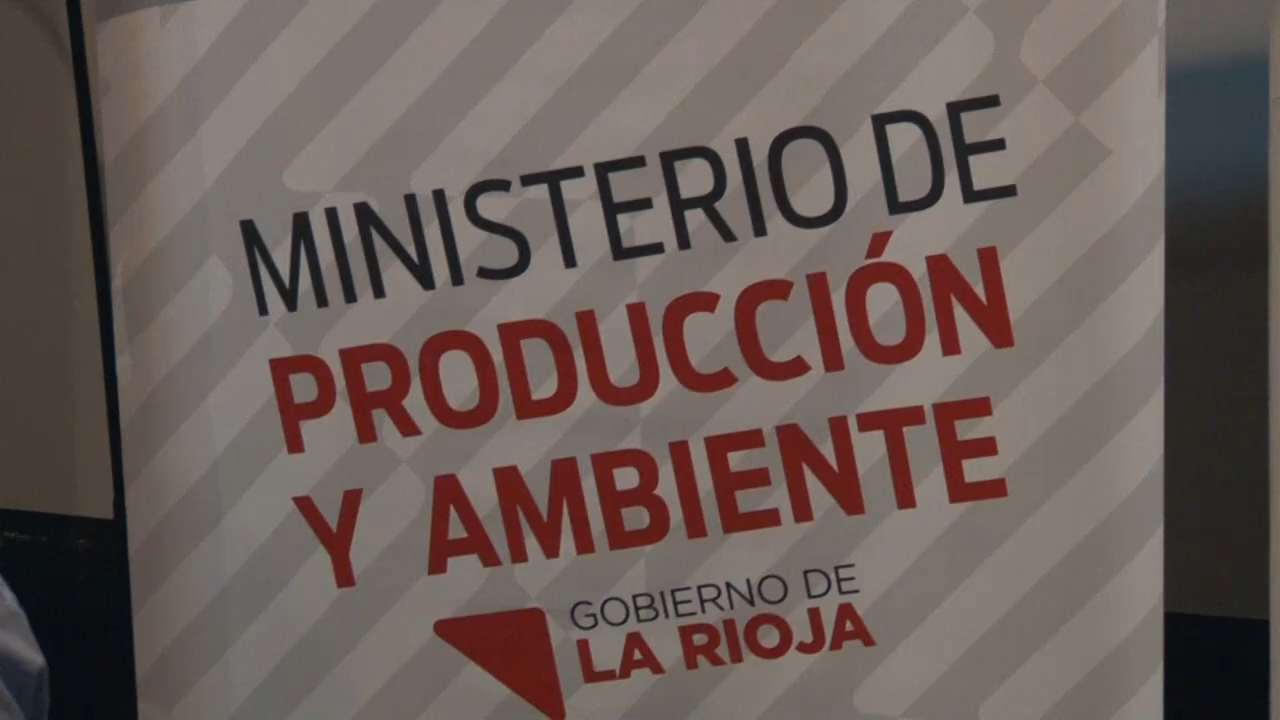 MINISTERIO DE
PRODUCCIÓN
Y AMBIENTE
GOBIERNO DE
LA RIOJA